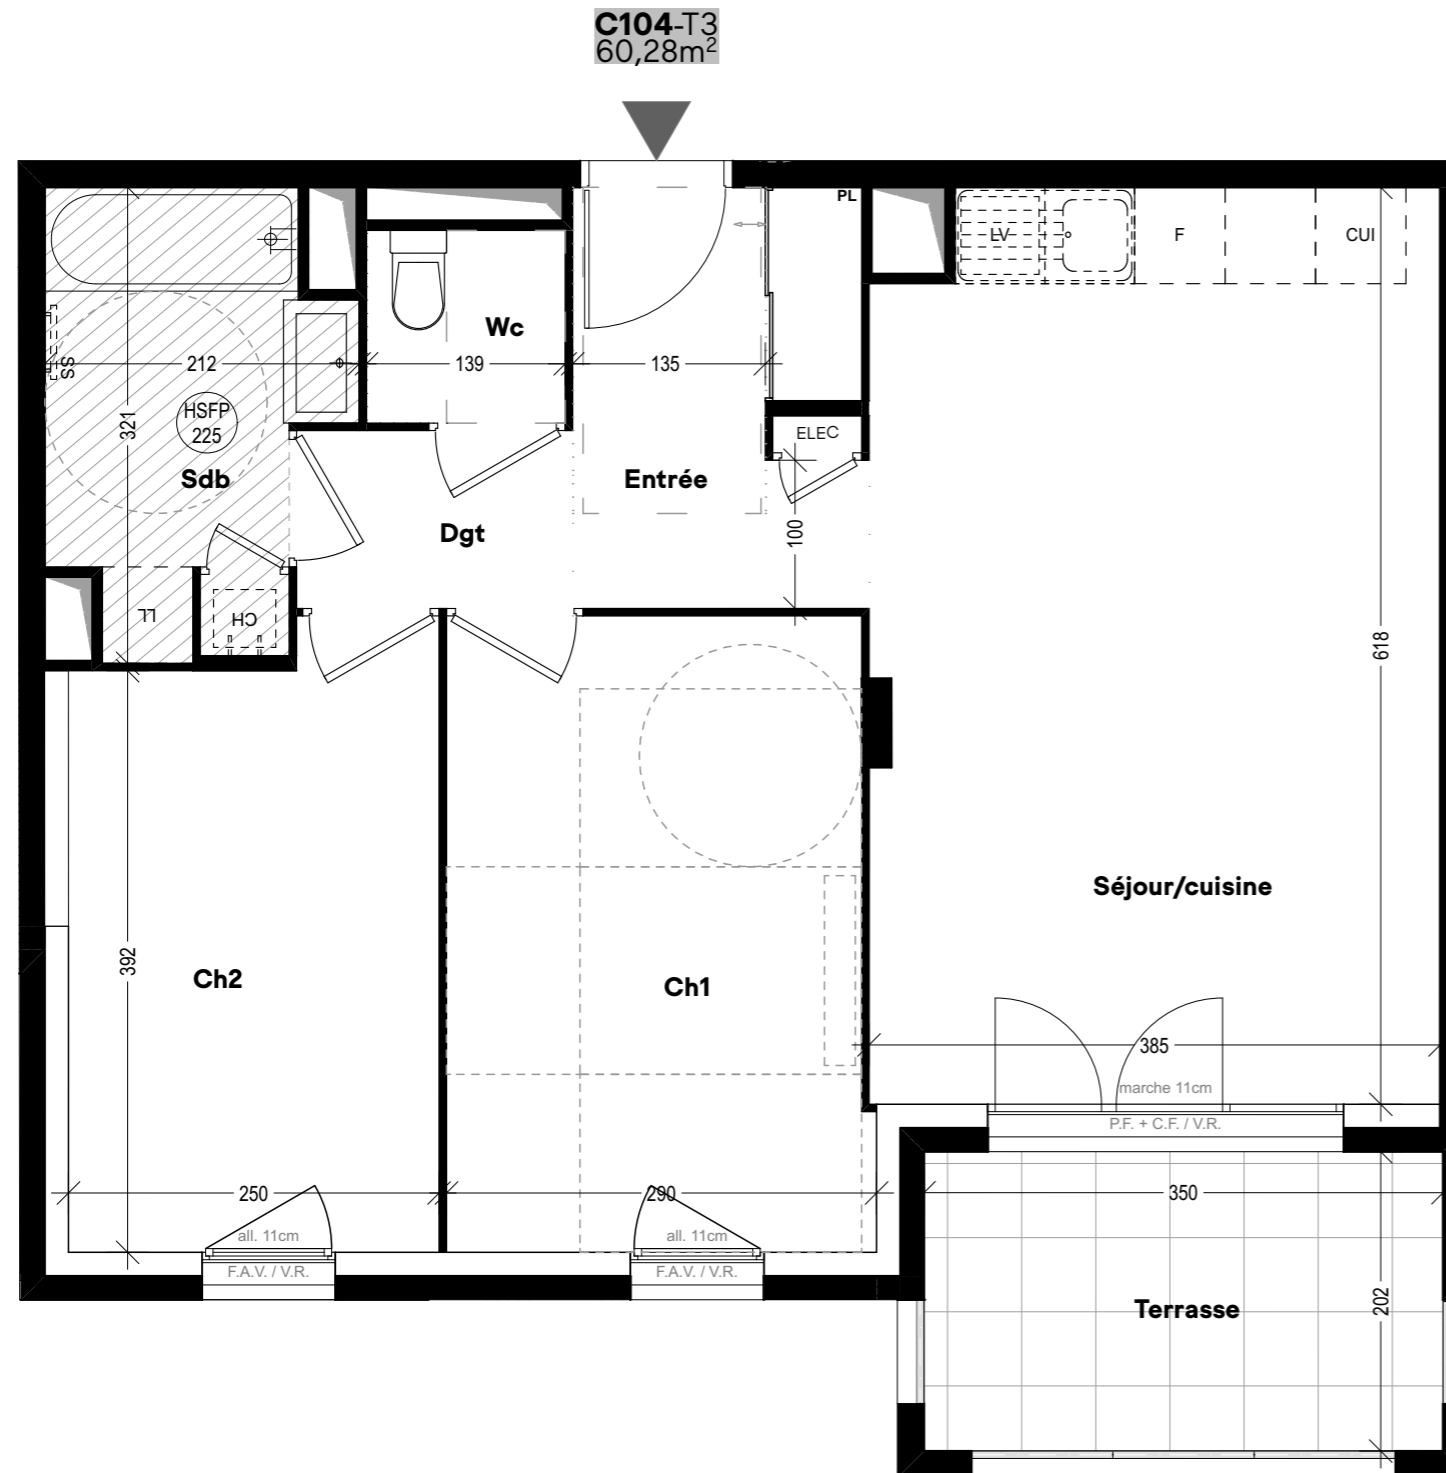 C104-T3
60,28m²
PL
LV
F
CUI
Wc
SS
212
139
135
HSFP
225
321
ELEC
Sdb
Entrée
Dgt
100
LL
CH
618
Séjour/cuisine
392
Ch2
Ch1
385
marche 11cm
P.F. + C.F. / V.R.
250
290
350
all. 11cm
all. 11cm
F.A.V. / V.R.
F.A.V. / V.R.
202
Terrasse